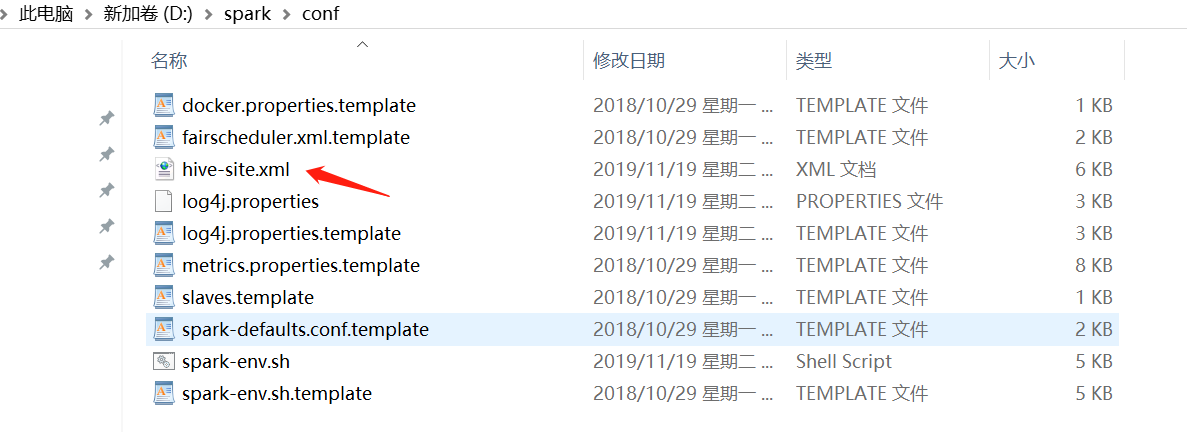 此电脑 > 新加卷 (D:) > spark > conf
名称 修改日期 类型 大小
docker.properties.template 2018/10/29 星期一 ... TEMPLATE 文件 1 KB
fairscheduler.xml.template 2018/10/29 星期一 ... TEMPLATE 文件 2 KB
hive-site.xml 2019/11/19 星期二 ... XML 文档 6 KB
log4j.properties 2019/11/19 星期二 ... PROPERTIES 文件 3 KB
log4j.properties.template 2019/11/19 星期二 ... TEMPLATE 文件 3 KB
metrics.properties.template 2018/10/29 星期一 ... TEMPLATE 文件 8 KB
slaves.template 2018/10/29 星期一 ... TEMPLATE 文件 1 KB
spark-defaults.conf.template 2018/10/29 星期一 ... TEMPLATE 文件 2 KB
spark-env.sh 2019/11/19 星期二 ... Shell Script 5 KB
spark-env.sh.template 2018/10/29 星期一 ... TEMPLATE 文件 5 KB